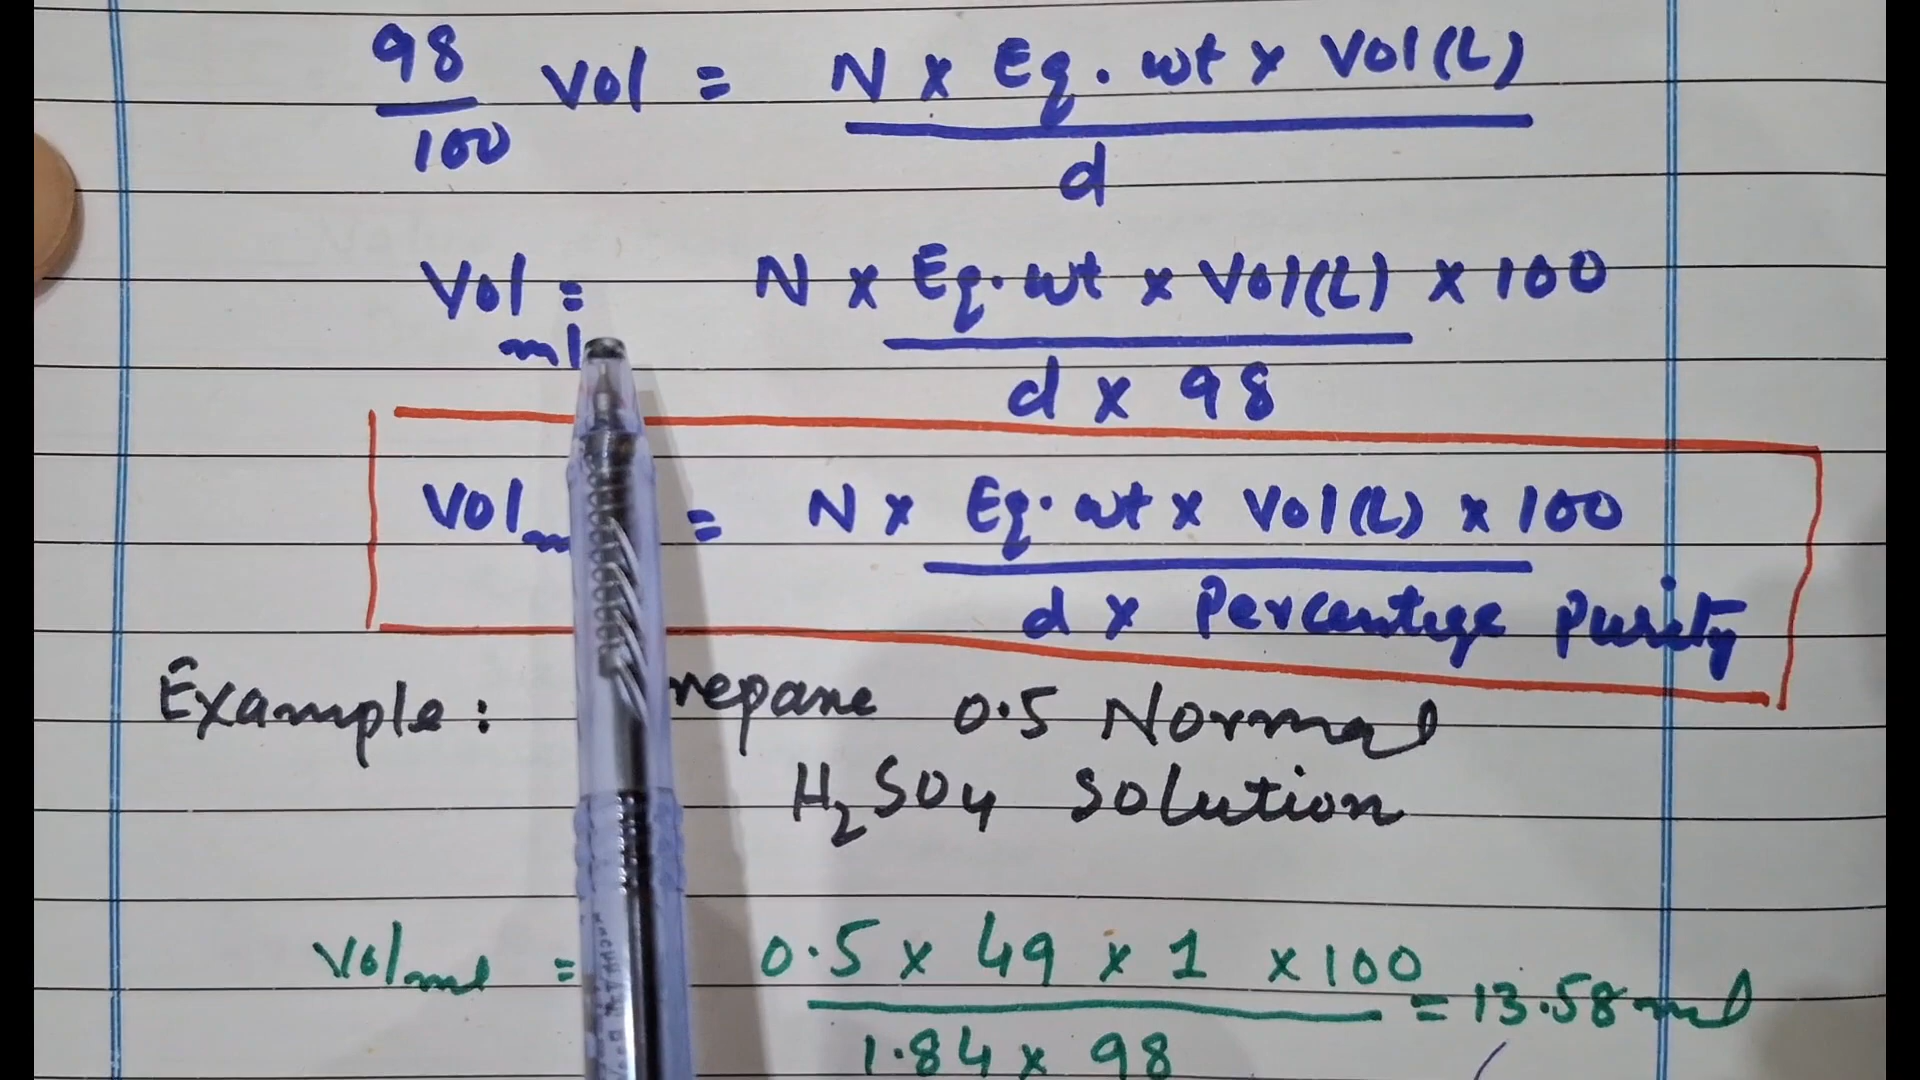 98/100 Vol = N x Eq. wt x Vol(L) / d
Vol ml = N x Eq. wt x Vol(L) x 100 / d x 98
Vol = N x Eq. wt x Vol(L) x 100 / d x Percentage Purity
Example: repare 0.5 Normal
H2SO4 Solution
Vol ml = 0.5 x 49 x 1 x 100 / 1.84 x 98 = 13.58 ml